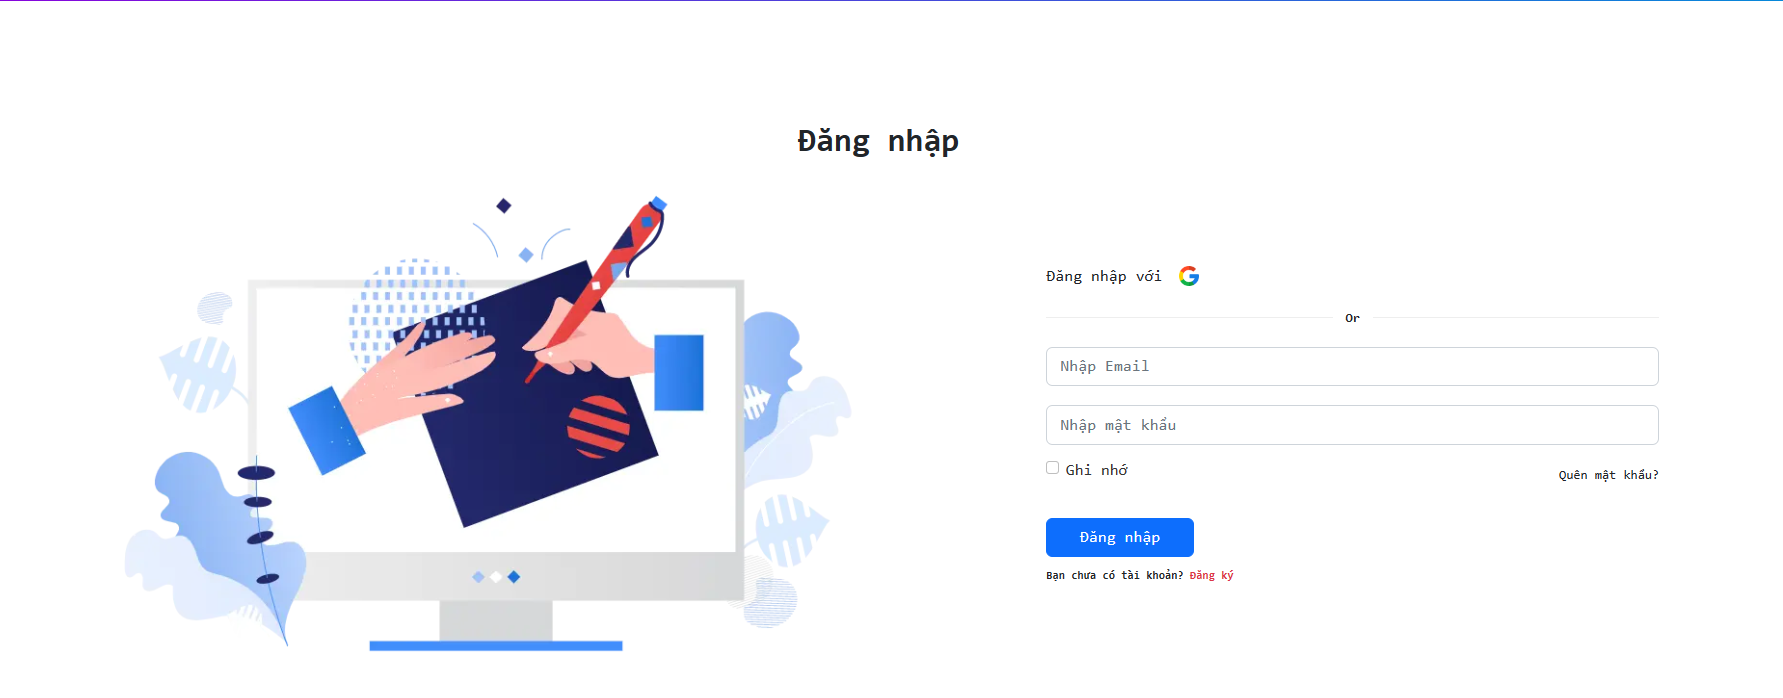 Đăng nhập
Đăng nhập với
Or
Nhập Email
Nhập mật khẩu
Ghi nhớ
Quên mật khẩu?
Đăng nhập
Bạn chưa có tài khoản? Đăng ký